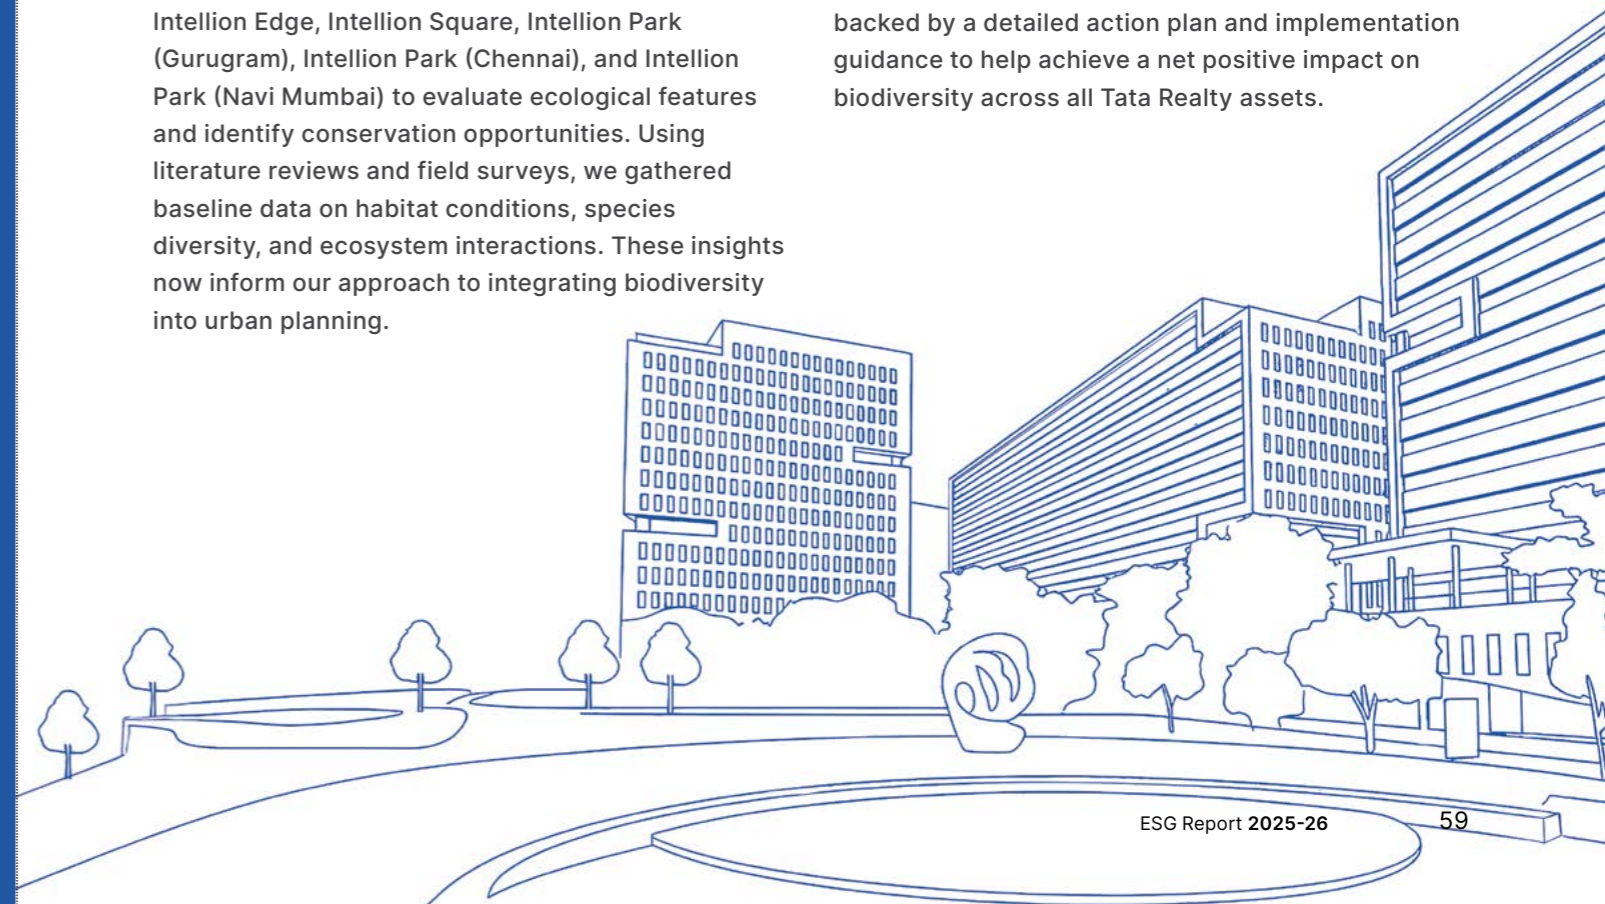 Intellion Edge, Intellion Square, Intellion Park
(Gurugram), Intellion Park (Chennai), and Intellion
Park (Navi Mumbai) to evaluate ecological features
and identify conservation opportunities. Using
literature reviews and field surveys, we gathered
baseline data on habitat conditions, species
diversity, and ecosystem interactions. These insights
now inform our approach to integrating biodiversity
into urban planning.
backed by a detailed action plan and implementation
guidance to help achieve a net positive impact on
biodiversity across all Tata Realty assets.
ESG Report 2025-26
59